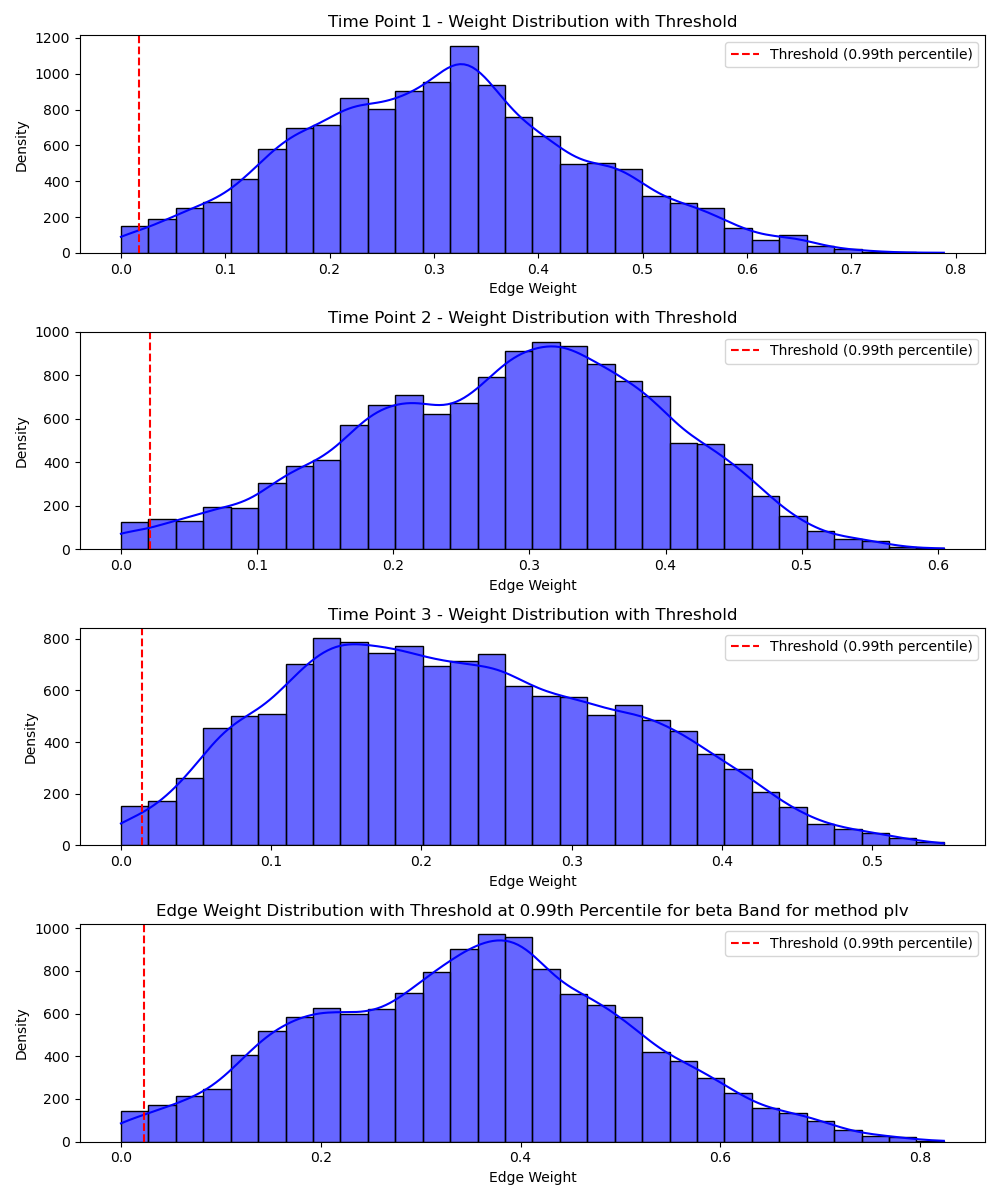 Time Point 1 - Weight Distribution with Threshold
Threshold (0.99th percentile)
Density
1200
1000
800
600
400
200
0
0.0 0.1 0.2 0.3 0.4 0.5 0.6 0.7 0.8
Edge Weight
Time Point 2 - Weight Distribution with Threshold
Threshold (0.99th percentile)
Density
1000
800
600
400
200
0
0.0 0.1 0.2 0.3 0.4 0.5 0.6
Edge Weight
Time Point 3 - Weight Distribution with Threshold
Threshold (0.99th percentile)
Density
800
600
400
200
0
0.0 0.1 0.2 0.3 0.4 0.5
Edge Weight
Edge Weight Distribution with Threshold at 0.99th Percentile for beta Band for method plv
Threshold (0.99th percentile)
Density
1000
800
600
400
200
0
0.0 0.2 0.4 0.6 0.8
Edge Weight